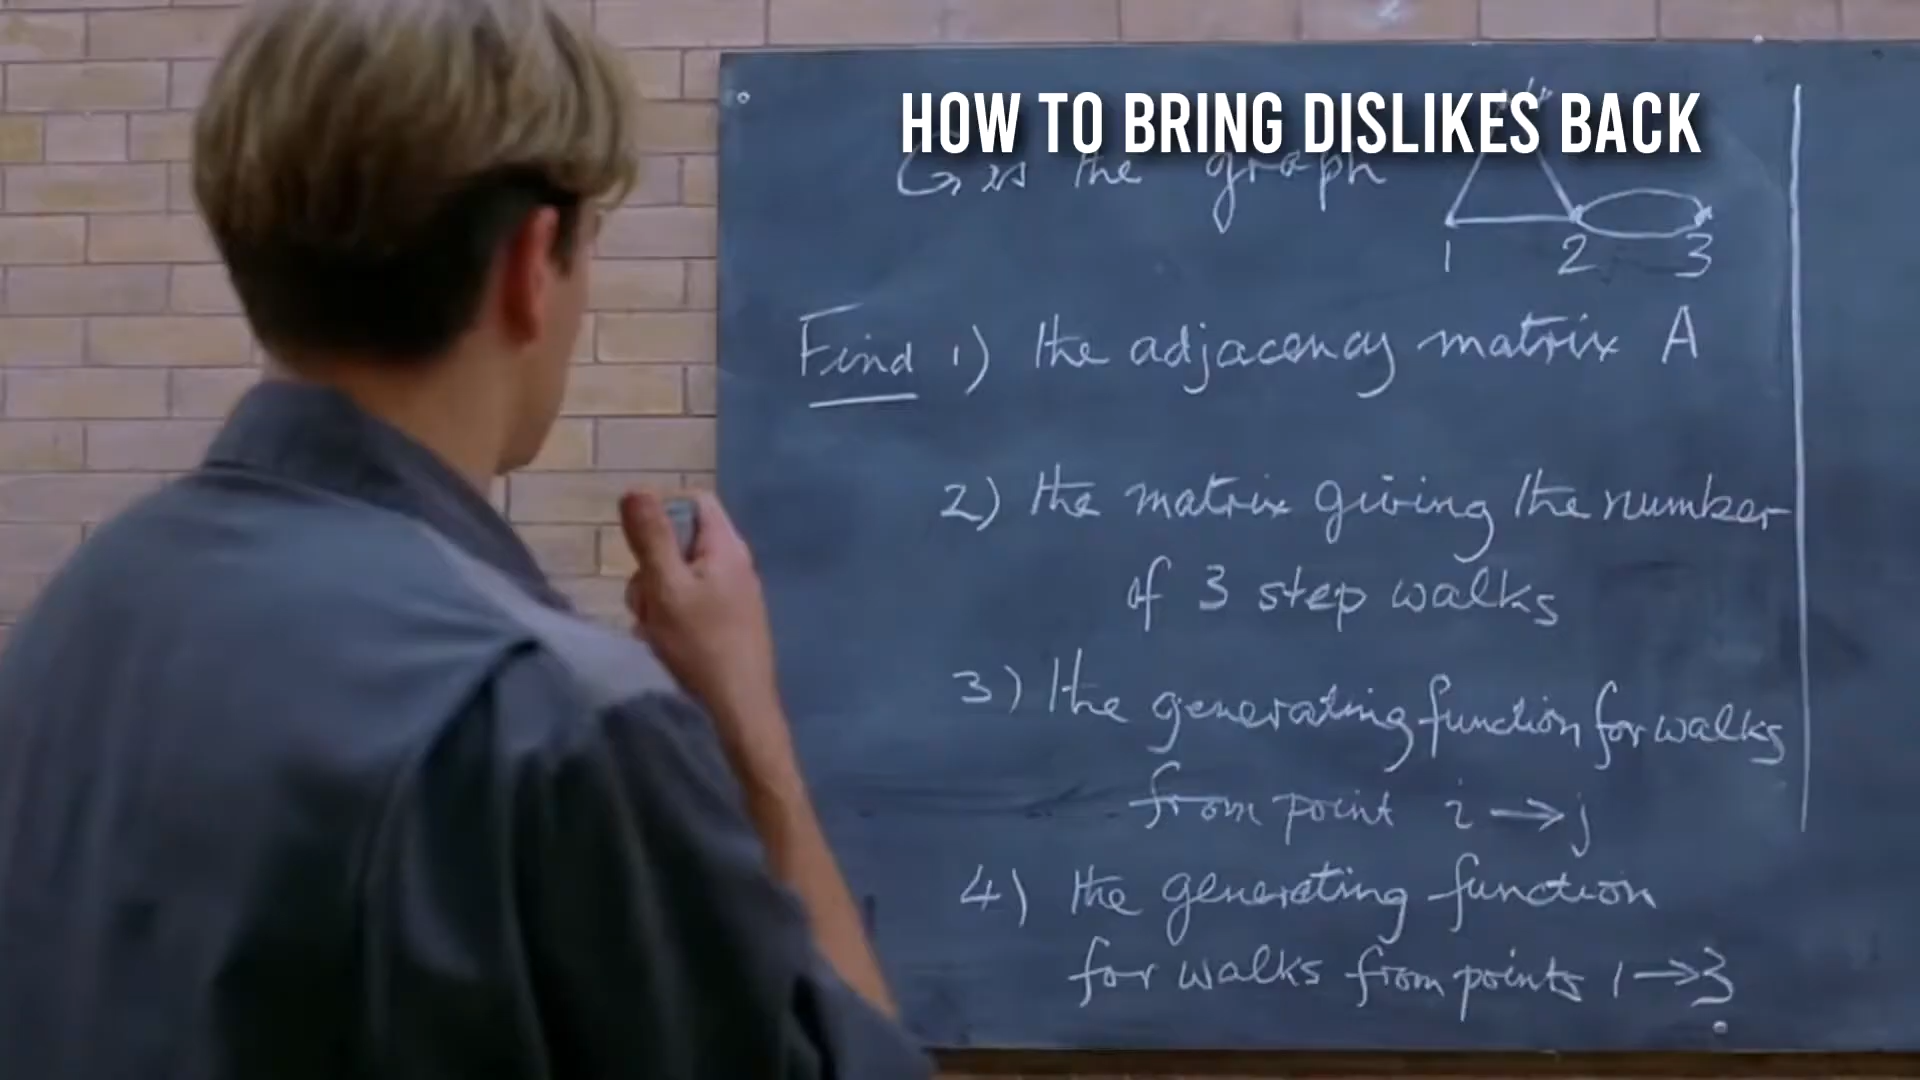 HOW TO BRING DISLIKES BACK
G is the graph
1 2 3
Find 1) the adjacency matrix A
2) the matrix giving the number
of 3 step walks
3) the generating function for walks
from point i → j
4) the generating function
for walks from points 1 → 3